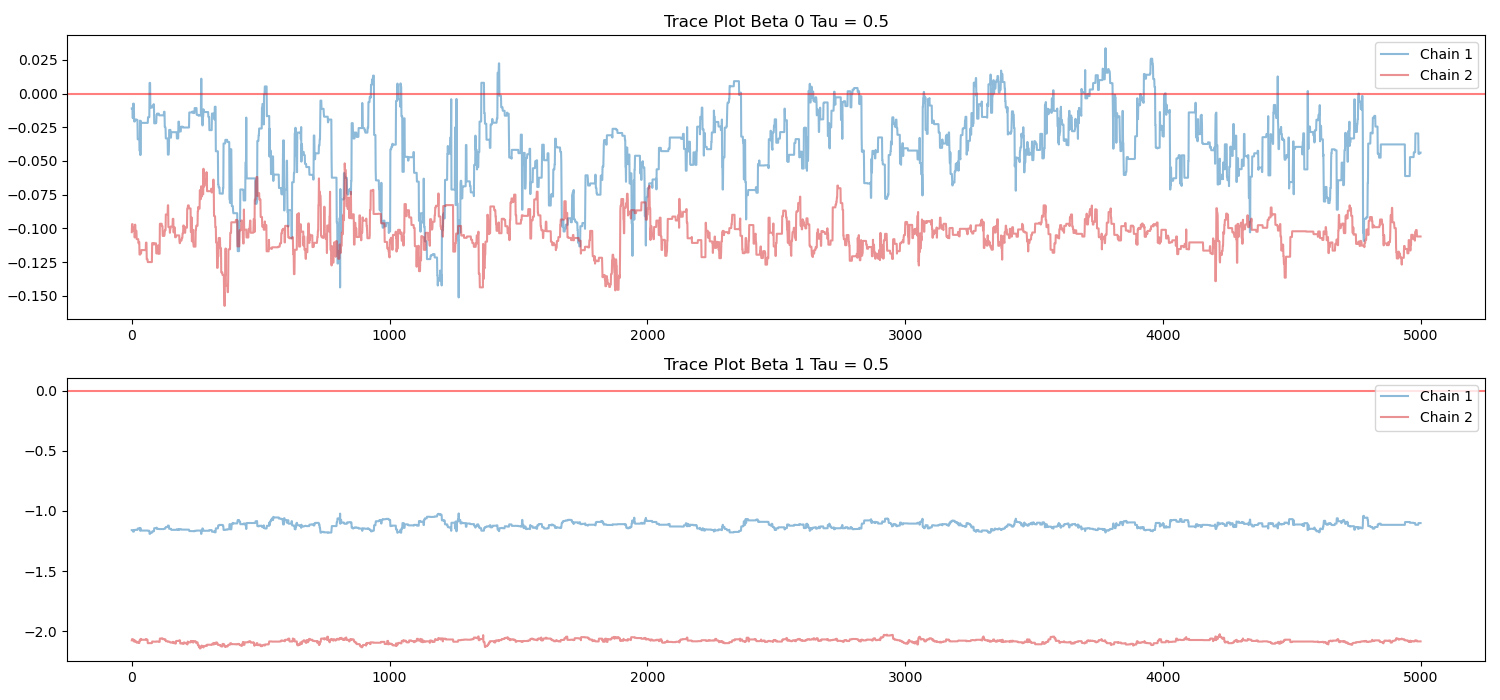 Trace Plot Beta 0 Tau = 0.5
0.025
0.000
−0.025
−0.050
−0.075
−0.100
−0.125
−0.150
Chain 1
Chain 2
0 1000 2000 3000 4000 5000
Trace Plot Beta 1 Tau = 0.5
0.0
−0.5
−1.0
−1.5
−2.0
Chain 1
Chain 2
0 1000 2000 3000 4000 5000